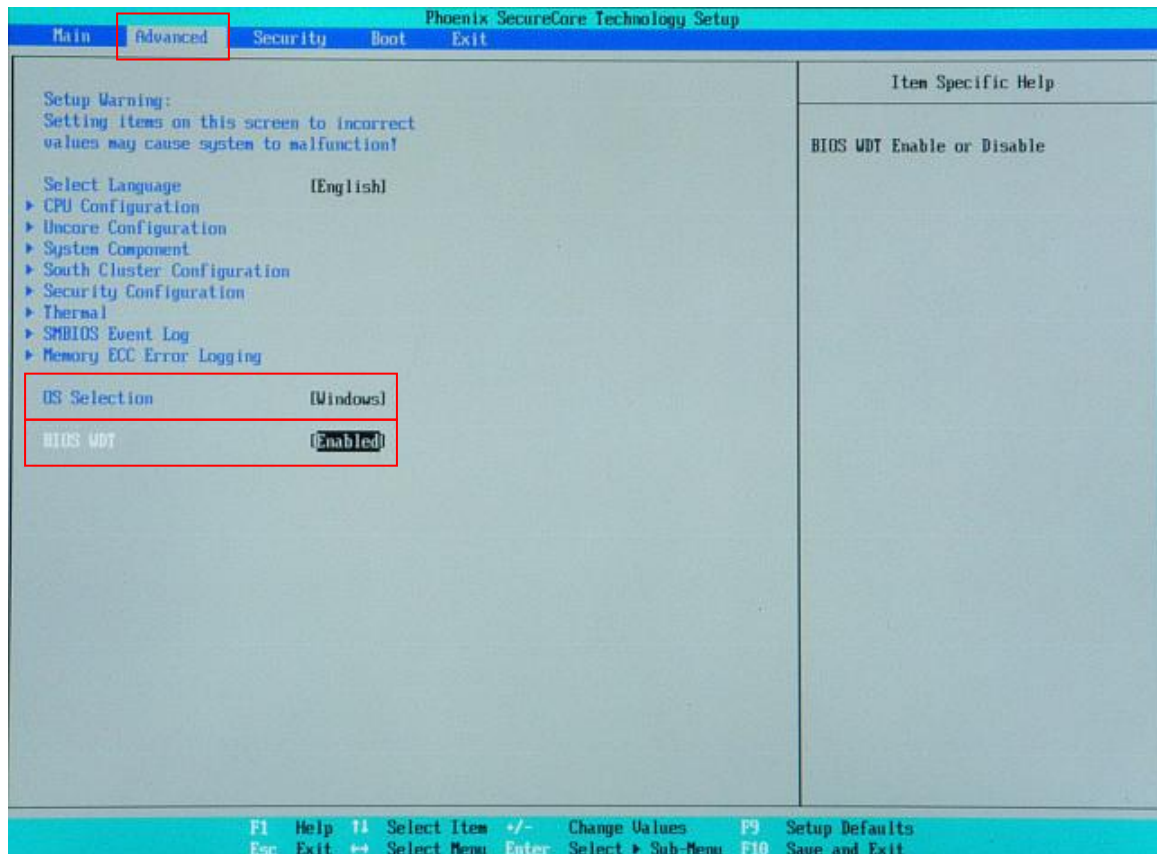 Phoenix SecureCore Technology Setup
Main Advanced Security Boot Exit
Setup Warning:
Setting items on this screen to incorrect
values may cause system to malfunction!
Select Language [English]
▶ CPU Configuration
▶ Uncore Configuration
▶ System Component
▶ South Cluster Configuration
▶ Security Configuration
▶ Thermal
▶ SMBIOS Event Log
▶ Memory ECC Error Logging
OS Selection [Windows]
BIOS WDT [Enabled]
Item Specific Help
BIOS WDT Enable or Disable
F1 Help ↑↓ Select Item +/- Change Values F9 Setup Defaults
Esc Exit ↔ Select Menu Enter Select ▶ Sub-Menu F10 Save and Exit